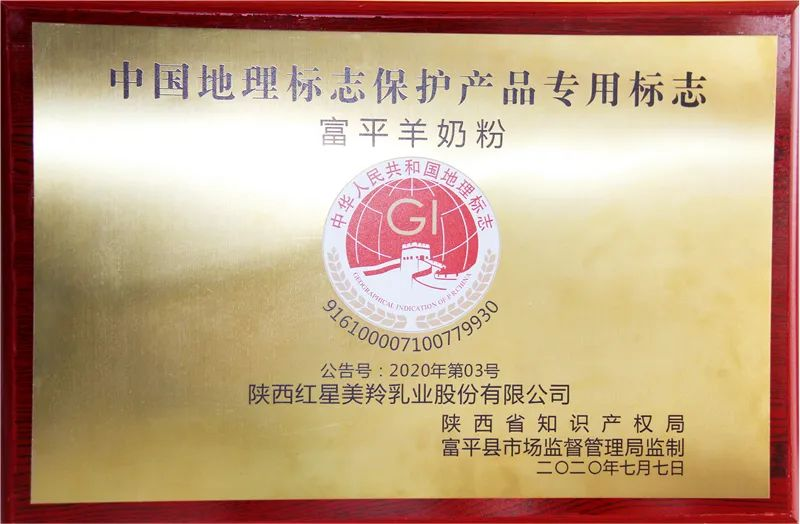 中国地理标志保护产品专用标志
富平羊奶粉
中华人民共和国地理标志
GI
GEOGRAPHICAL INDICATION OF P.R.CHINA
916100007100779930
公告号：2020年第03号
陕西红星美羚乳业股份有限公司
陕西省知识产权局
富平县市场监督管理局监制
二〇二〇年七月七日